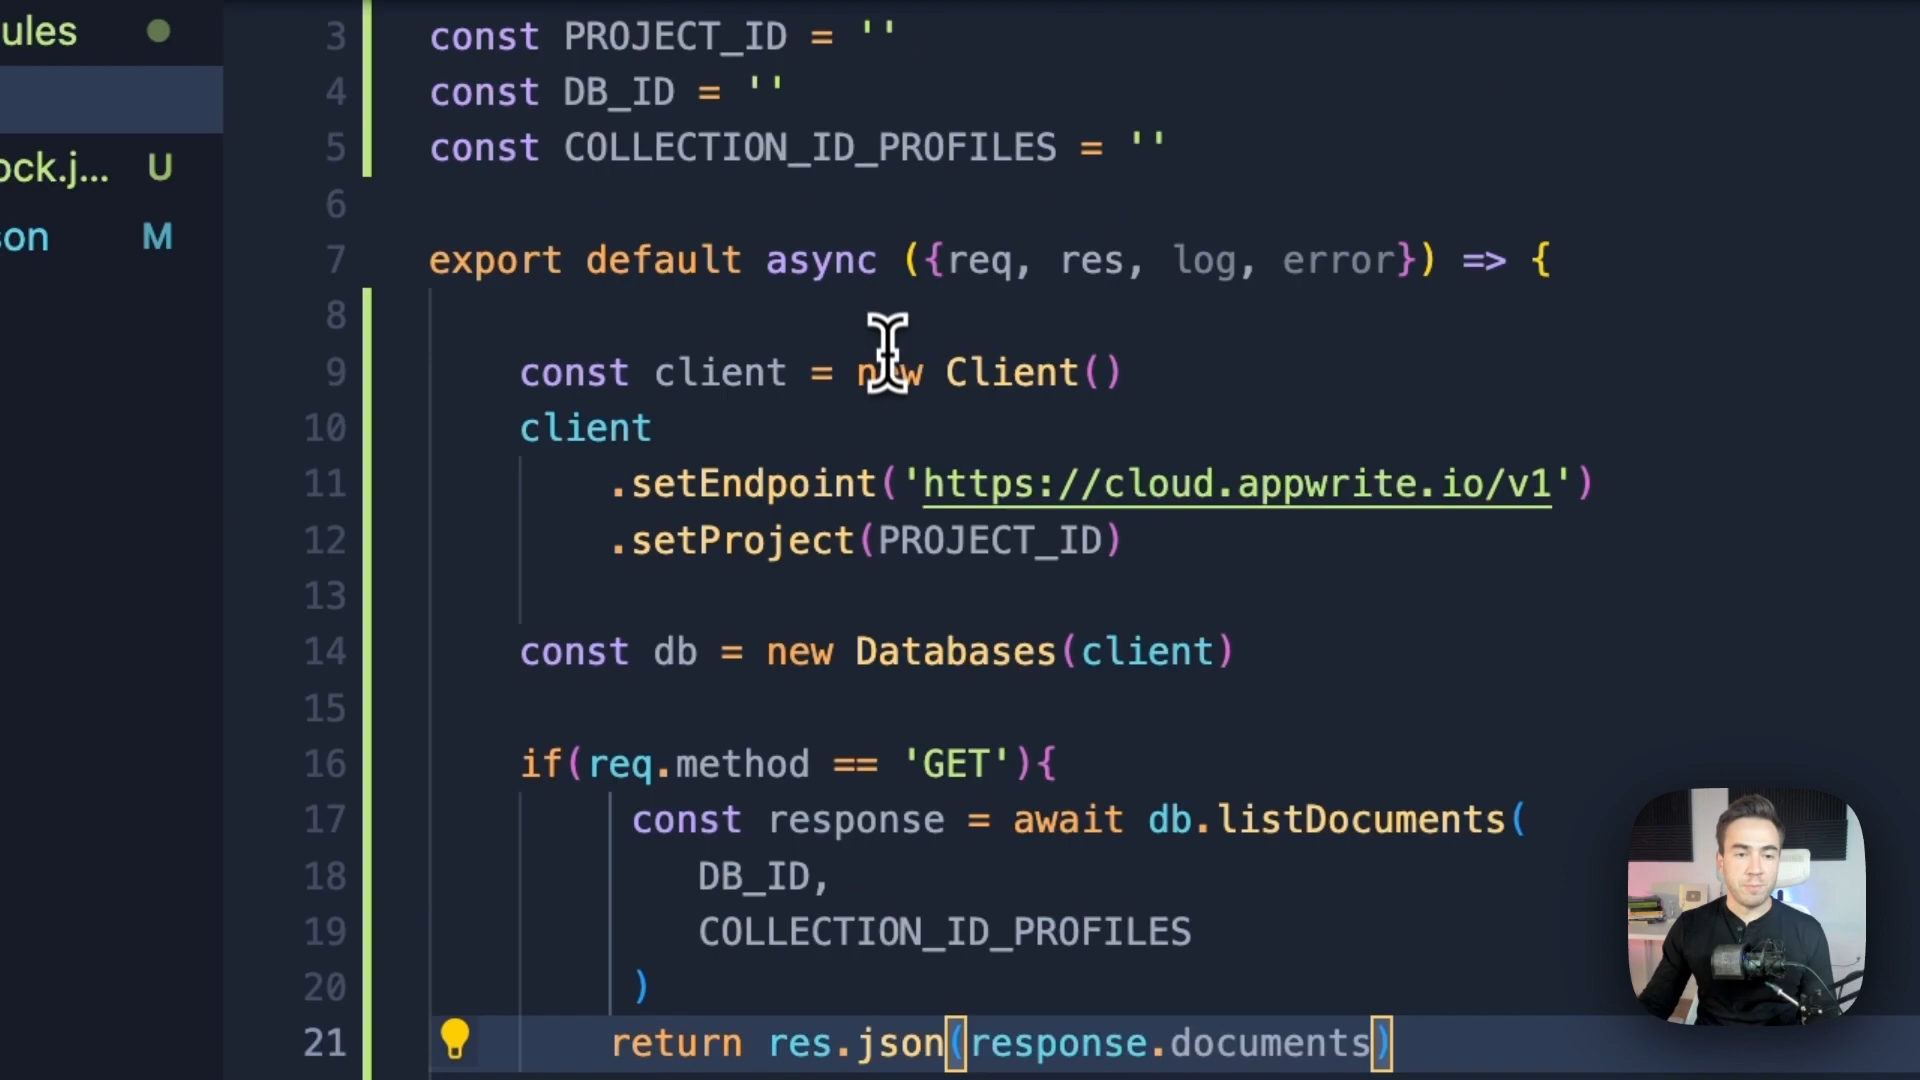 ules
3 const PROJECT_ID = ''
4 const DB_ID = ''
ock.j... U
5 const COLLECTION_ID_PROFILES = ''
6
son M
7 export default async ({req, res, log, error}) => {
8
9 const client = new Client()
10 client
11 .setEndpoint('https://cloud.appwrite.io/v1')
12 .setProject(PROJECT_ID)
13
14 const db = new Databases(client)
15
16 if(req.method == 'GET'){
17 const response = await db.listDocuments(
18 DB_ID,
19 COLLECTION_ID_PROFILES
20 )
21 return res.json(response.documents)